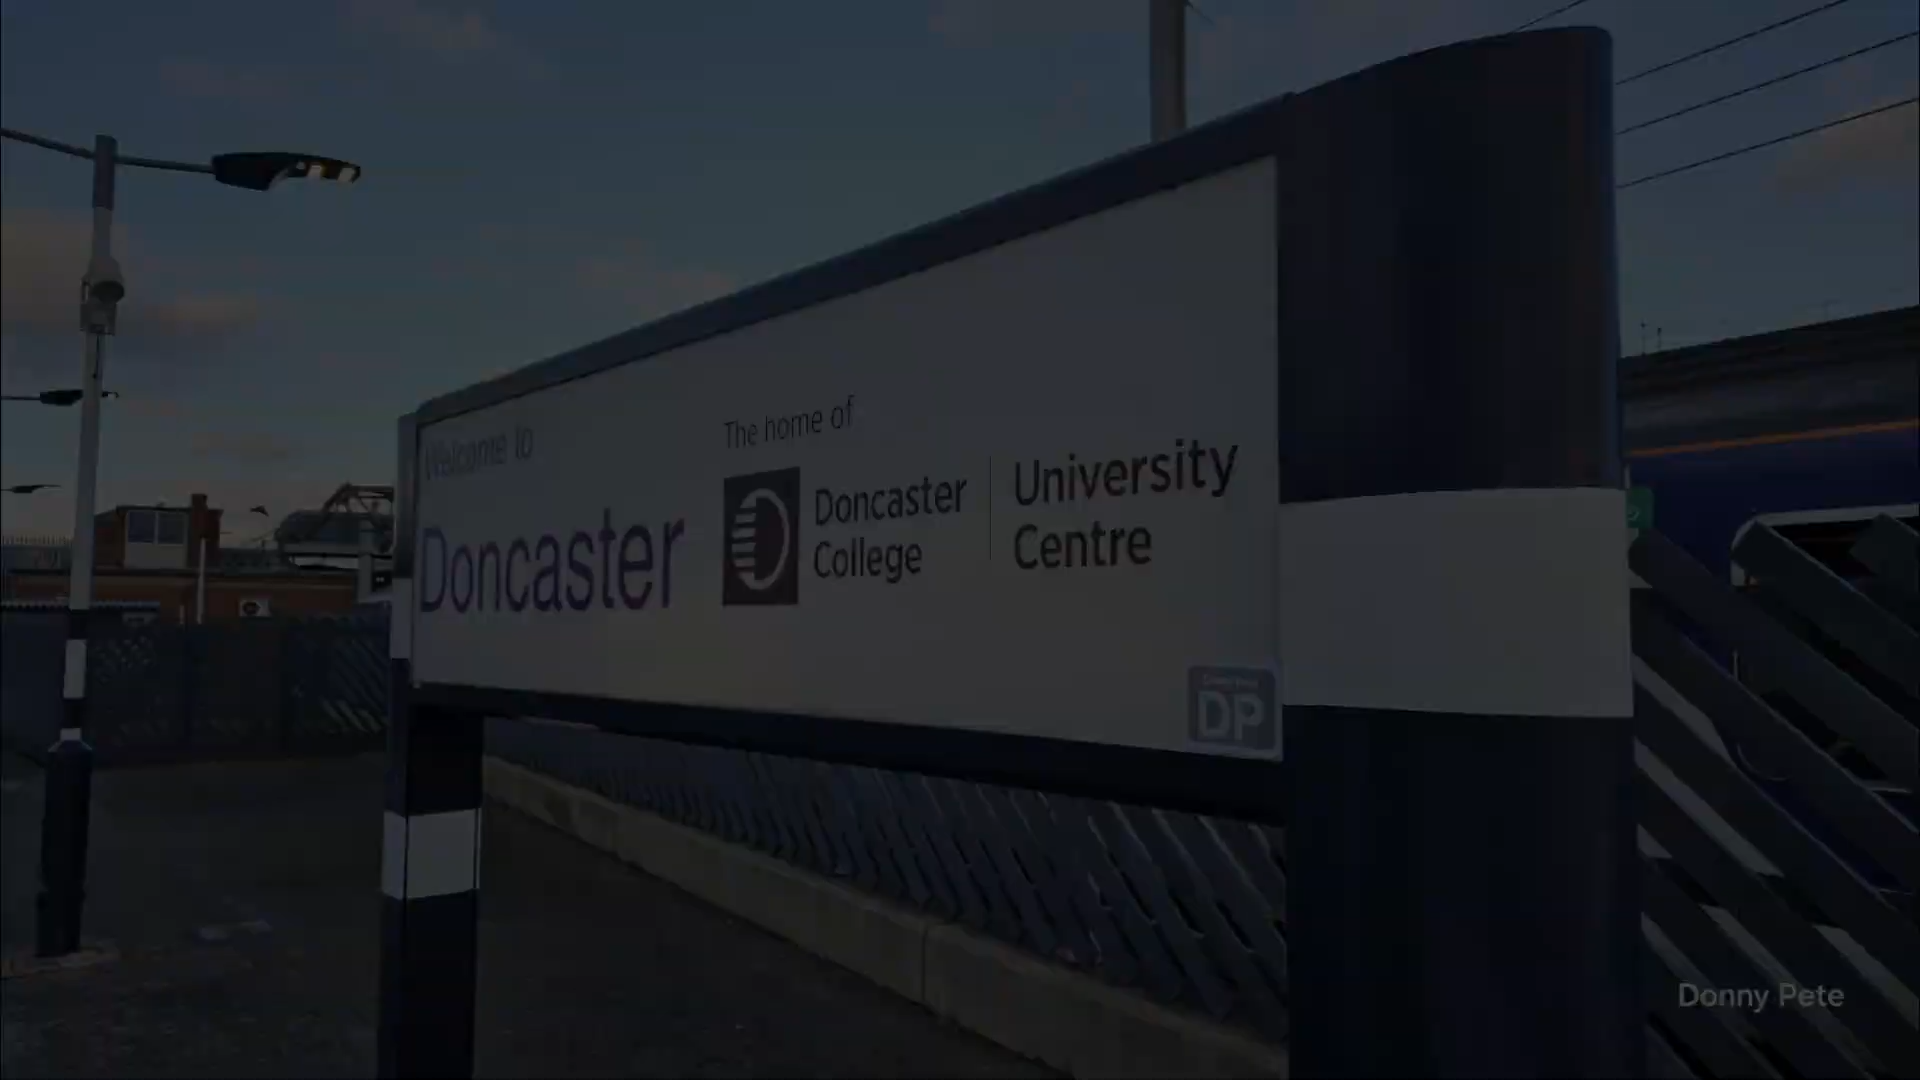 Welcome to
Doncaster
The home of
Doncaster
College
University
Centre
DP
Donny Pete